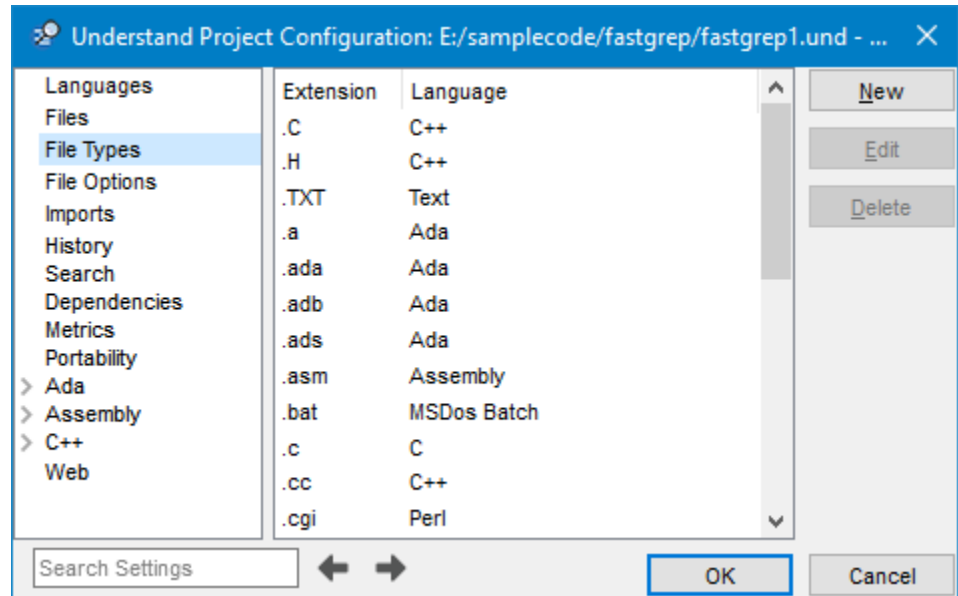 Understand Project Configuration: E:/samplecode/fastgrep/fastgrep1.und - ...
Languages
Files
File Types
File Options
Imports
History
Search
Dependencies
Metrics
Portability
Ada
Assembly
C++
Web
Extension Language
.C C++
.H C++
.TXT Text
.a Ada
.ada Ada
.adb Ada
.ads Ada
.asm Assembly
.bat MSDos Batch
.c C
.cc C++
.cgi Perl
New
Edit
Delete
Search Settings
OK
Cancel